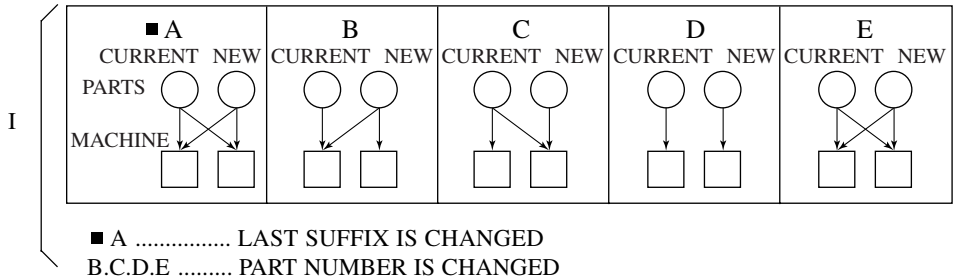 ■ A B C D E
CURRENT NEW CURRENT NEW CURRENT NEW CURRENT NEW CURRENT NEW
PARTS
I
MACHINE
■ A ................ LAST SUFFIX IS CHANGED
B.C.D.E ......... PART NUMBER IS CHANGED